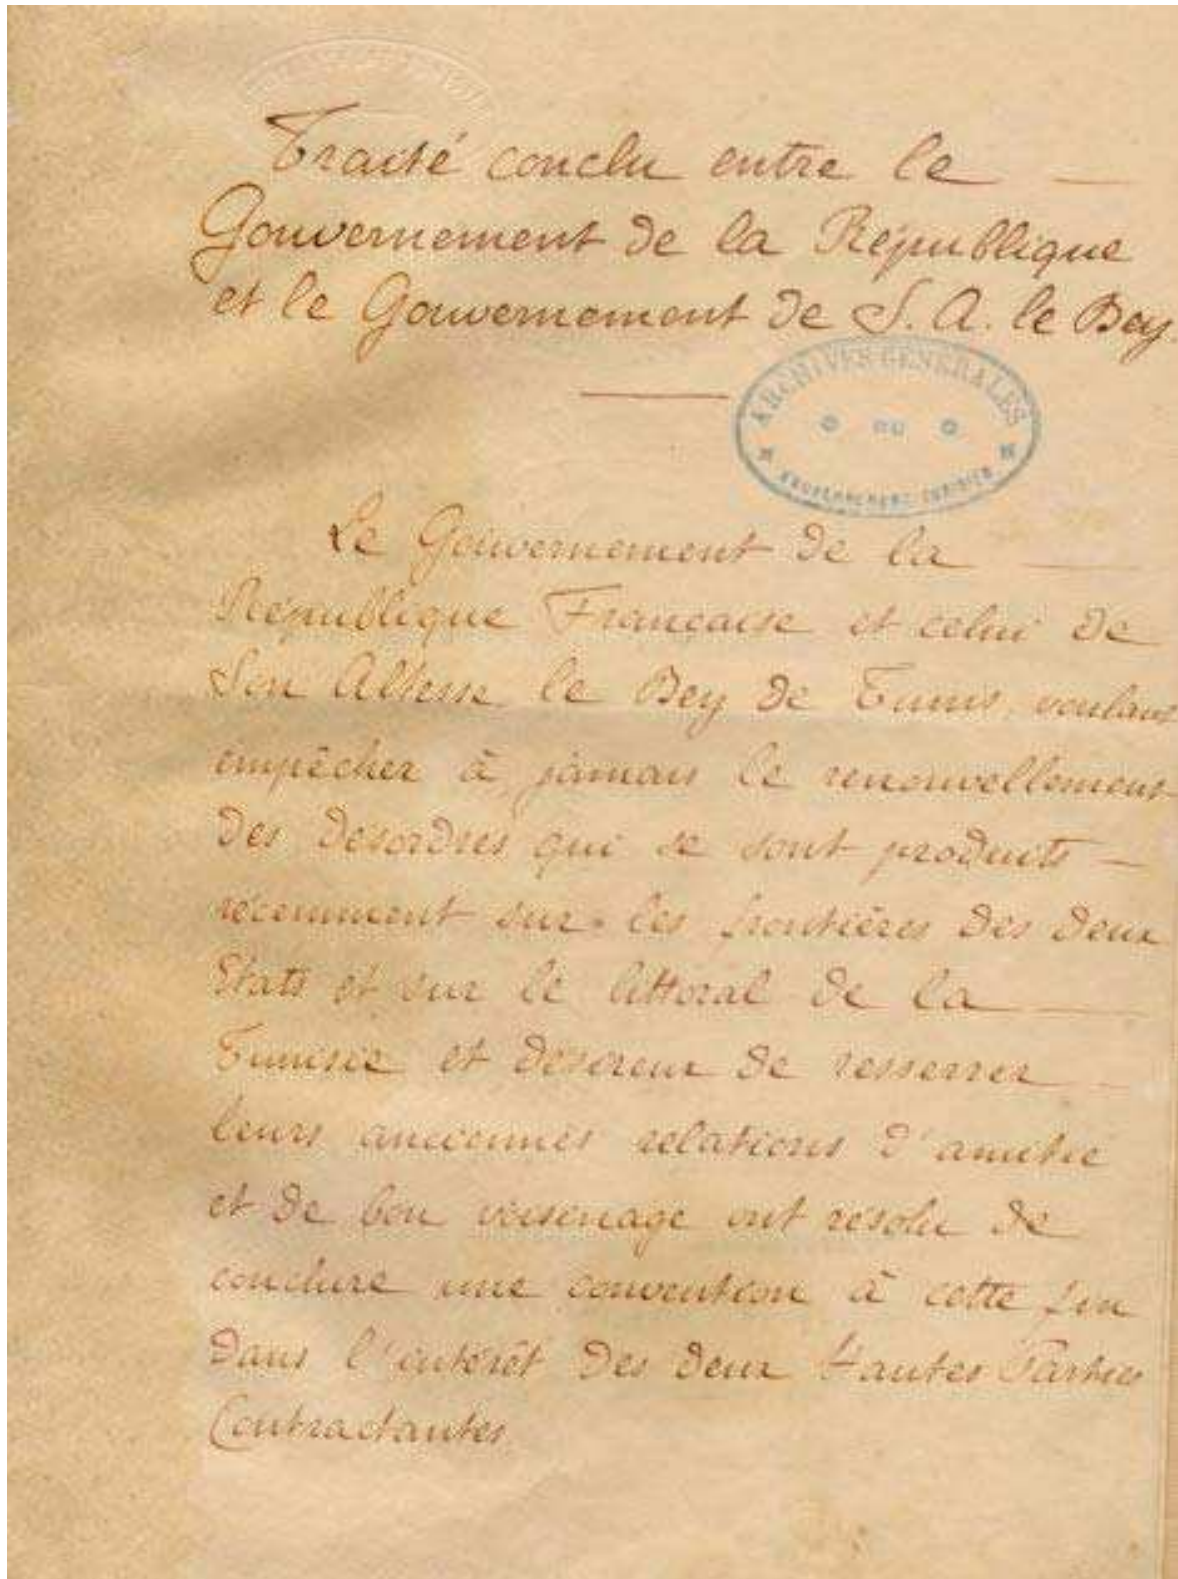 Traité conclu entre le
Gouvernement de la République
et le Gouvernement de S. A. le Bey.
ARCHIVES GENERALES
DU
GOUVERNEMENT TUNISIEN
Le Gouvernement de la
République Française et celui de
Son Altesse le Bey de Tunis, voulant
empêcher à jamais le renouvellement
des desordres qui se sont produits
récemment sur les frontières des deux
Etats et sur le littoral de la
Tunisie et désireux de resserrer
leurs anciennes relations d'amitié
et de bon voisinage ont résolu de
conclure une convention à cette fin
dans l'intérêt des deux Hautes Parties
Contractantes.